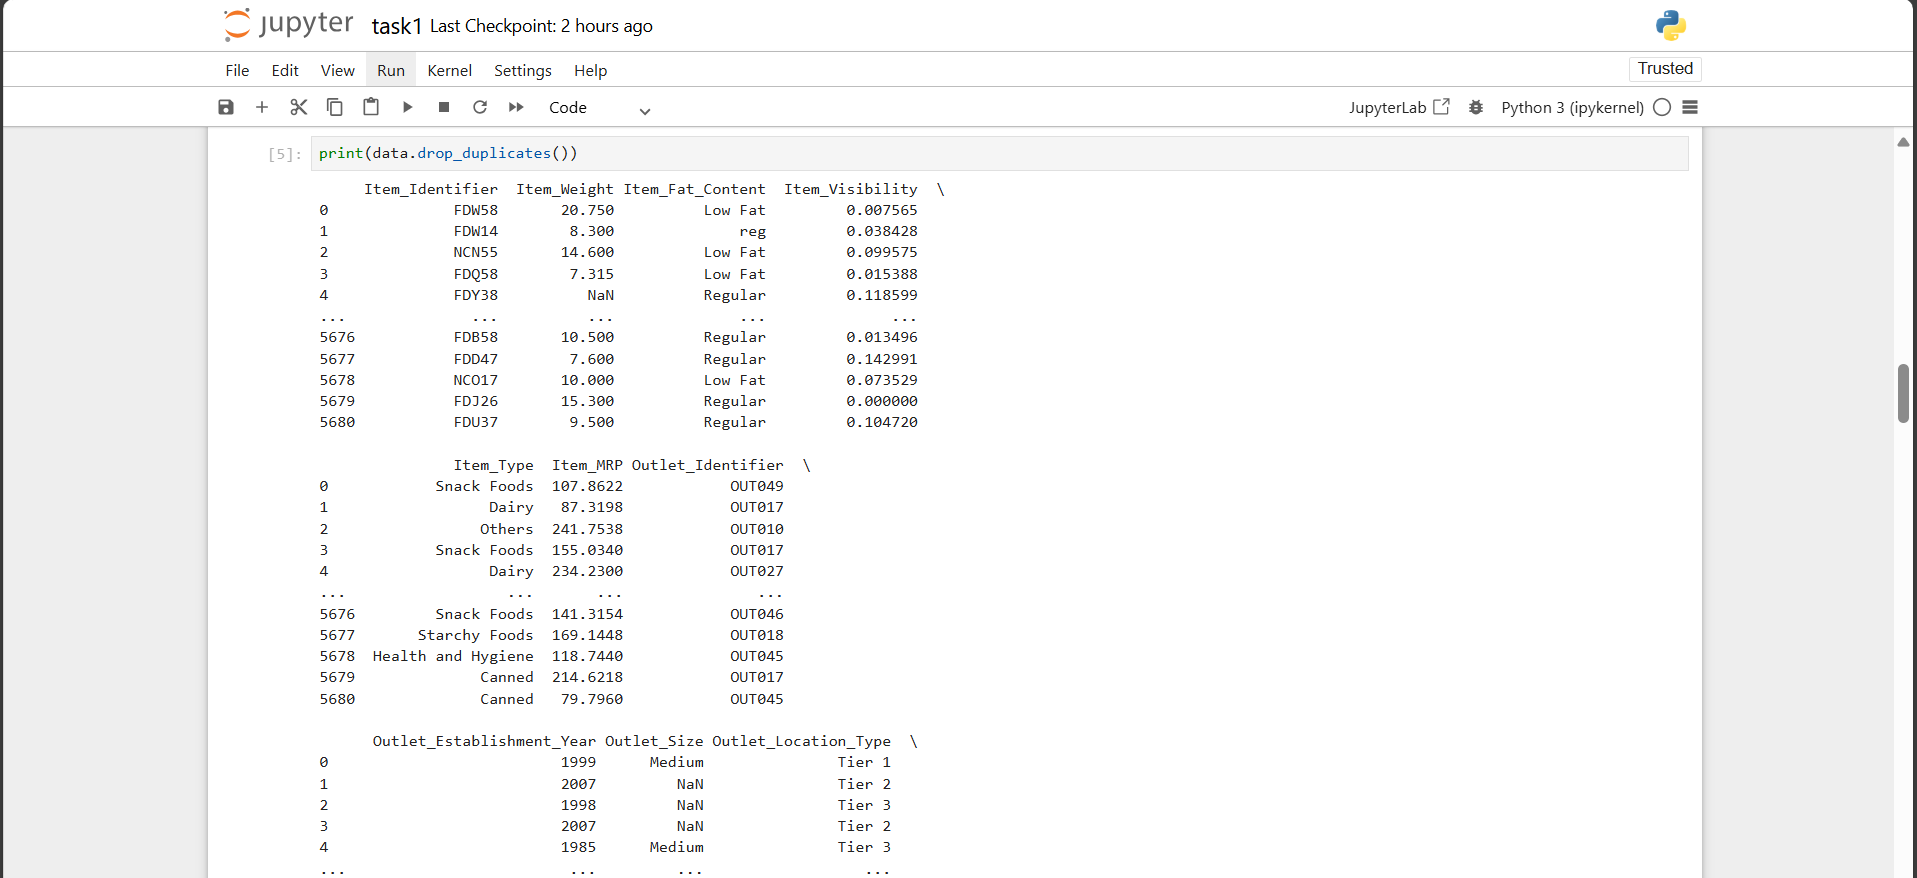 jupyter task1 Last Checkpoint: 2 hours ago
File Edit View Run Kernel Settings Help Trusted
Code JupyterLab Python 3 (ipykernel)
[5]: print(data.drop_duplicates())
Item_Identifier Item_Weight Item_Fat_Content Item_Visibility \
0 FDW58 20.750 Low Fat 0.007565
1 FDW14 8.300 reg 0.038428
2 NCN55 14.600 Low Fat 0.099575
3 FDQ58 7.315 Low Fat 0.015388
4 FDY38 NaN Regular 0.118599
... ... ... ... ...
5676 FDB58 10.500 Regular 0.013496
5677 FDD47 7.600 Regular 0.142991
5678 NCO17 10.000 Low Fat 0.073529
5679 FDJ26 15.300 Regular 0.000000
5680 FDU37 9.500 Regular 0.104720
Item_Type Item_MRP Outlet_Identifier \
0 Snack Foods 107.8622 OUT049
1 Dairy 87.3198 OUT017
2 Others 241.7538 OUT010
3 Snack Foods 155.0340 OUT017
4 Dairy 234.2300 OUT027
... ... ... ...
5676 Snack Foods 141.3154 OUT046
5677 Starchy Foods 169.1448 OUT018
5678 Health and Hygiene 118.7440 OUT045
5679 Canned 214.6218 OUT017
5680 Canned 79.7960 OUT045
Outlet_Establishment_Year Outlet_Size Outlet_Location_Type \
0 1999 Medium Tier 1
1 2007 NaN Tier 2
2 1998 NaN Tier 3
3 2007 NaN Tier 2
4 1985 Medium Tier 3
... ... ... ...